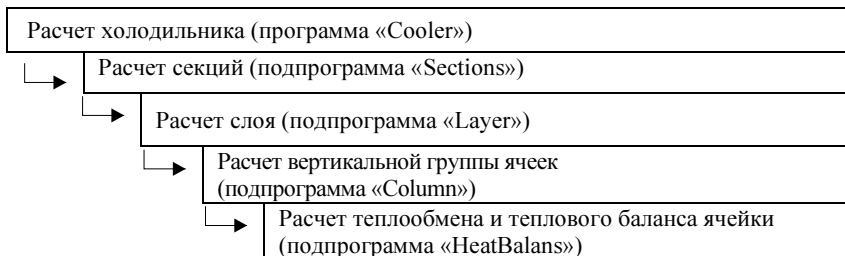 Расчет холодильника (программа «Cooler»)
Расчет секций (подпрограмма «Sections»)
Расчет слоя (подпрограмма «Layer»)
Расчет вертикальной группы ячеек
(подпрограмма «Column»)
Расчет теплообмена и теплового баланса ячейки
(подпрограмма «HeatBalans»)